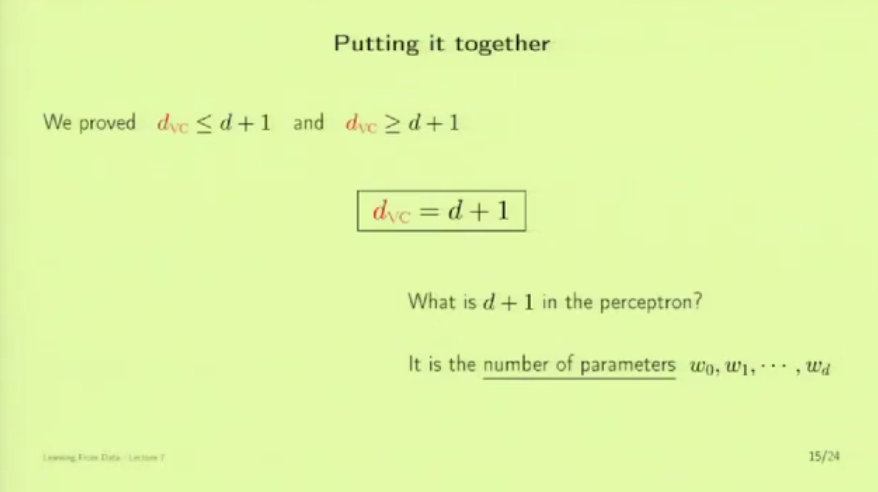 Putting it together
We proved d_VC ≤ d + 1 and d_VC ≥ d + 1
d_VC = d + 1
What is d + 1 in the perceptron?
It is the number of parameters w_0, w_1, ⋯ , w_d
Learning From Data - Lecture 7
15/24